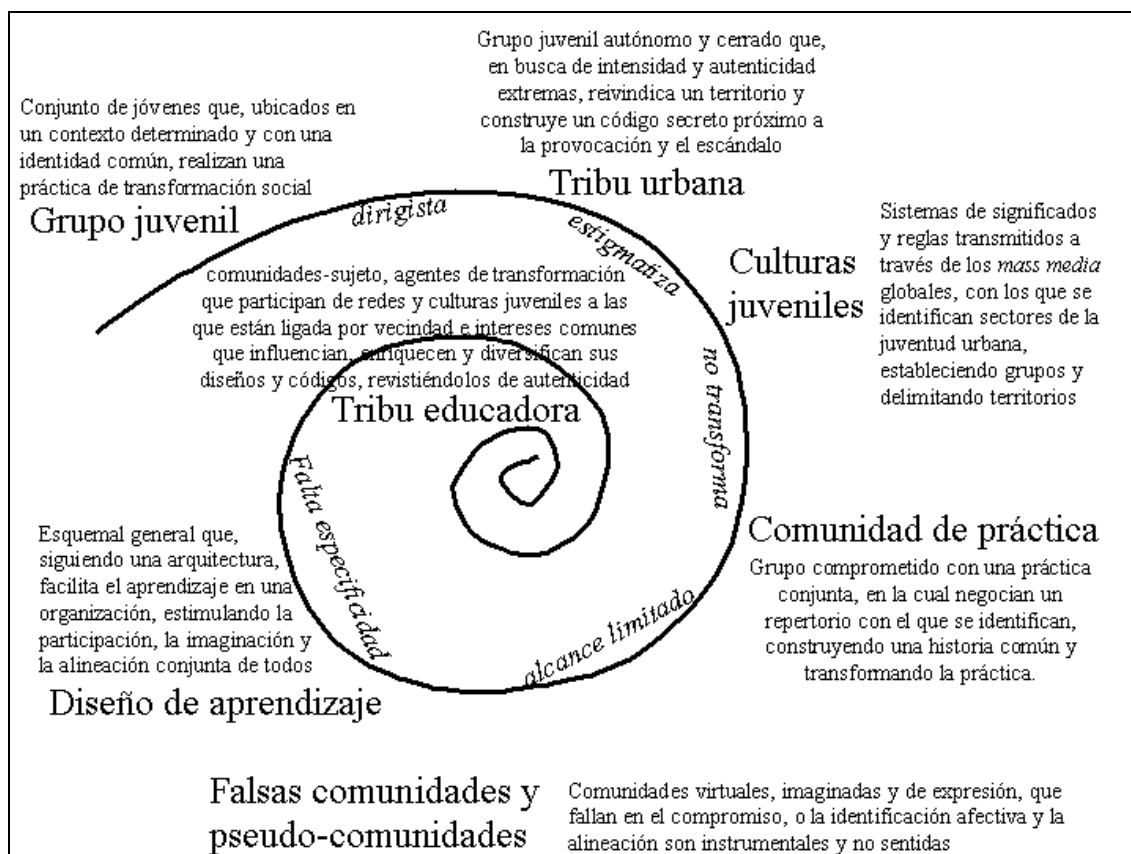 Grupo juvenil autónomo y cerrado que,
en busca de intensidad y autenticidad
extremas, reivindica un territorio y
construye un código secreto próximo a
la provocación y el escándalo
Tribu urbana
Conjunto de jóvenes que, ubicados en
un contexto determinado y con una
identidad común, realizan una
práctica de transformación social
Grupo juvenil
dirigista
estigmatiza
Culturas
juveniles
Sistemas de significados
y reglas transmitidos a
través de los mass media
globales, con los que se
identifican sectores de la
juventud urbana,
estableciendo grupos y
delimitando territorios
comunidades-sujeto, agentes de transformación
que participan de redes y culturas juveniles a las
que están ligada por vecindad e intereses comunes
que influencian, enriquecen y diversifican sus
diseños y códigos, revistiéndolos de autenticidad
Tribu educadora
no transforma
Falta especificidad
Comunidad de práctica
Grupo comprometido con una práctica
conjunta, en la cual negocian un
repertorio con el que se identifican,
construyendo una historia común y
transformando la práctica.
alcance limitado
Esquemal general que,
siguiendo una arquitectura,
facilita el aprendizaje en una
organización, estimulando la
participación, la imaginación y
la alineación conjunta de todos
Diseño de aprendizaje
Falsas comunidades y
pseudo-comunidades
Comunidades virtuales, imaginadas y de expresión, que
fallan en el compromiso, o la identificación afectiva y la
alineación son instrumentales y no sentidas